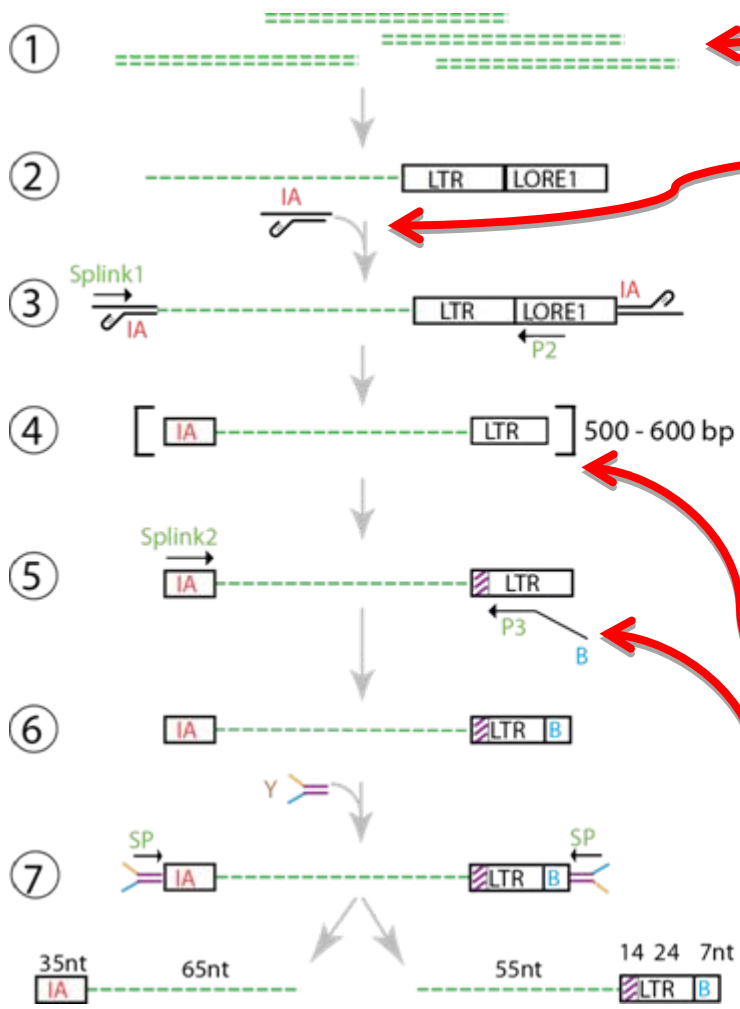 1
2
LTR LORE1
IA
Splink1
3
LTR LORE1
IA
IA
P2
4
IA
LTR
500 - 600 bp
Splink2
5
IA
LTR
P3
B
6
IA
LTR B
Y
SP
SP
7
IA
LTR B
35nt
65nt
55nt
14 24 7nt
IA
LTR B